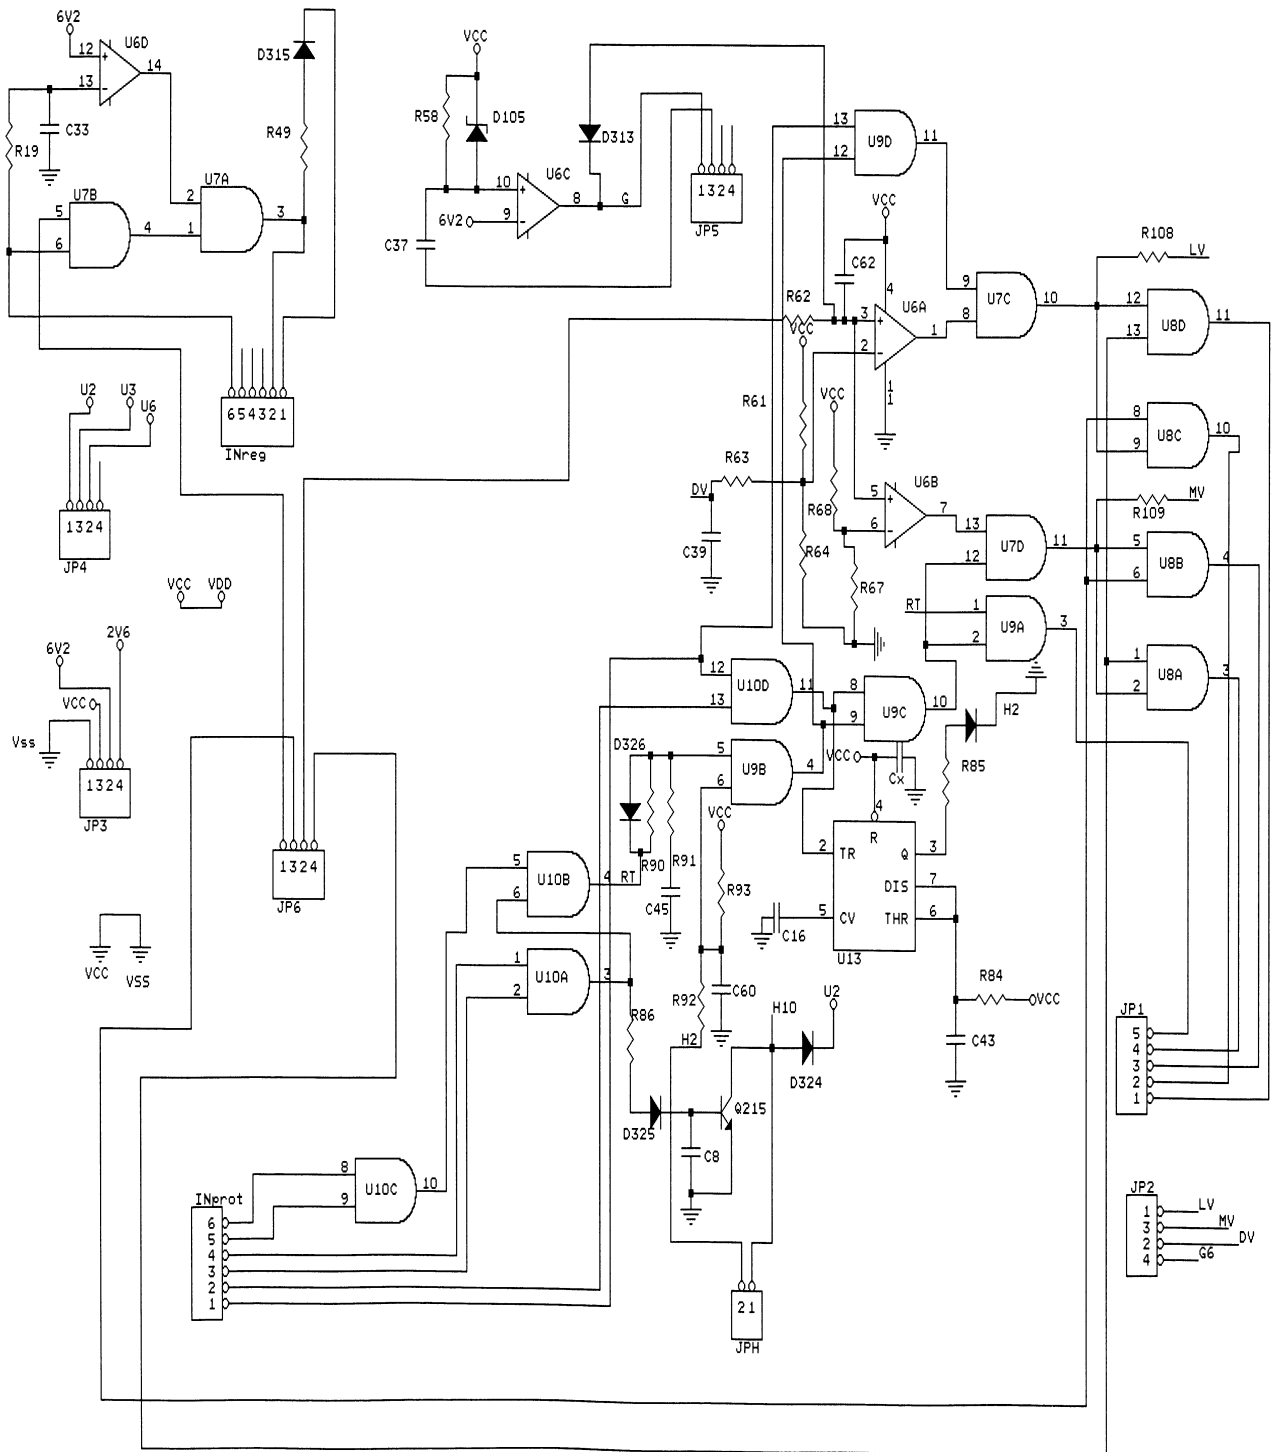 6V2
12
U6D
14
13
C33
R19
D315
R49
U7A
2
3
1
U7B
5
4
6
654321
INreg
VCC
R58
D105
D313
10
U6C
8
G
6V2
9
C37
1324
JP5
13
U9D
11
12
VCC
C62
4
R62
3
U6A
1
VCC
2
11
9
U7C
10
8
R108
LV
12
U8D
11
13
8
U8C
10
9
MV
R109
5
U8B
4
6
1
U8A
3
2
R61
VCC
R63
DV
C39
R68
R64
R67
5
U6B
7
6
13
U7D
11
12
RT
1
U9A
3
2
U2
U3
U6
1324
JP4
VCC
VDD
6V2
2V6
VCC
Vss
1324
JP3
1324
JP6
VCC
VSS
12
U10D
11
13
8
U9C
10
9
H2
D326
5
U9B
4
6
VCC
Cx
R85
VCC
4
R
2
TR
Q
3
DIS
7
5
CV
THR
6
C16
U13
R90
R91
C45
R93
5
U10B
4
RT
6
1
U10A
3
2
R86
R92
C60
H2
H10
U2
D324
R84
VCC
C43
D325
Q215
C8
8
U10C
10
9
INprot
6
5
4
3
2
1
21
JPH
JP1
5
4
3
2
1
JP2
1
LV
3
MV
2
DV
4
G6